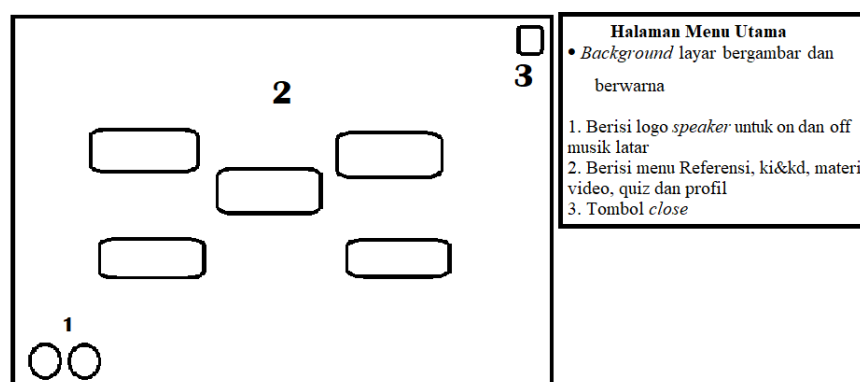 2
3
1
Halaman Menu Utama
• Background layar bergambar dan
berwarna
1. Berisi logo speaker untuk on dan off
musik latar
2. Berisi menu Referensi, ki&kd, materi
video, quiz dan profil
3. Tombol close